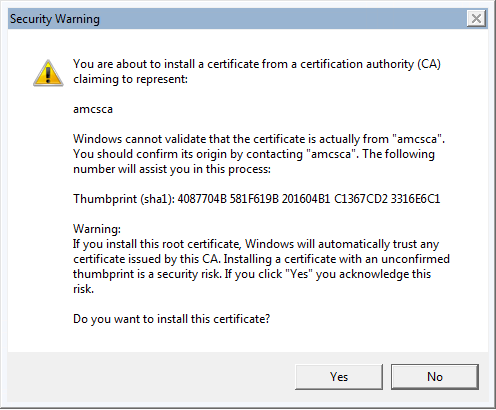 Security Warning
You are about to install a certificate from a certification authority (CA)
claiming to represent:
amcsca
Windows cannot validate that the certificate is actually from "amcsca".
You should confirm its origin by contacting "amcsca". The following
number will assist you in this process:
Thumbprint (sha1): 4087704B 581F619B 201604B1 C1367CD2 3316E6C1
Warning:
If you install this root certificate, Windows will automatically trust any
certificate issued by this CA. Installing a certificate with an unconfirmed
thumbprint is a security risk. If you click "Yes" you acknowledge this
risk.
Do you want to install this certificate?
Yes No